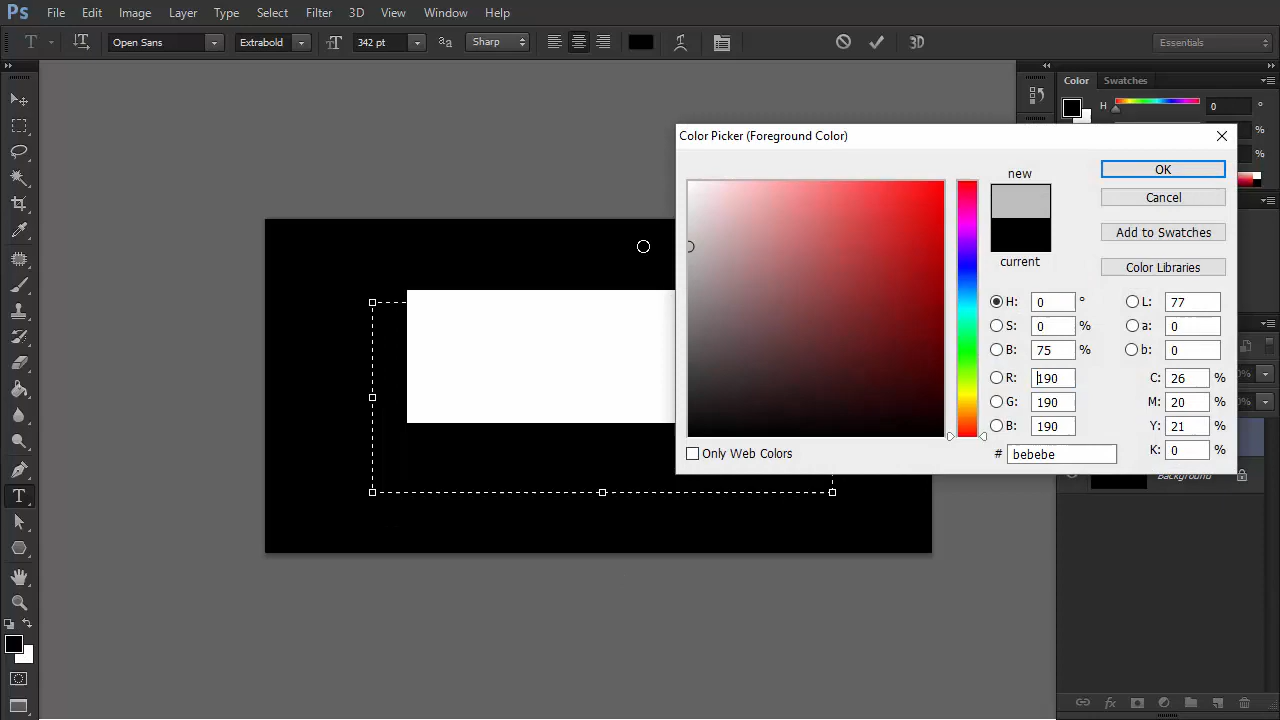 Ps File Edit Image Layer Type Select Filter 3D View Window Help
T Open Sans Extrabold 342 pt aa Sharp 3D Essentials
Color Swatches
H 0 °
%
%
Color Picker (Foreground Color)
new
current
OK
Cancel
Add to Swatches
Color Libraries
H: 0 ° L: 77
S: 0 % a: 0
B: 75 % b: 0
R: 190 C: 26 %
G: 190 M: 20 %
B: 190 Y: 21 %
# bebebe K: 0 %
Only Web Colors
Background
T
fx